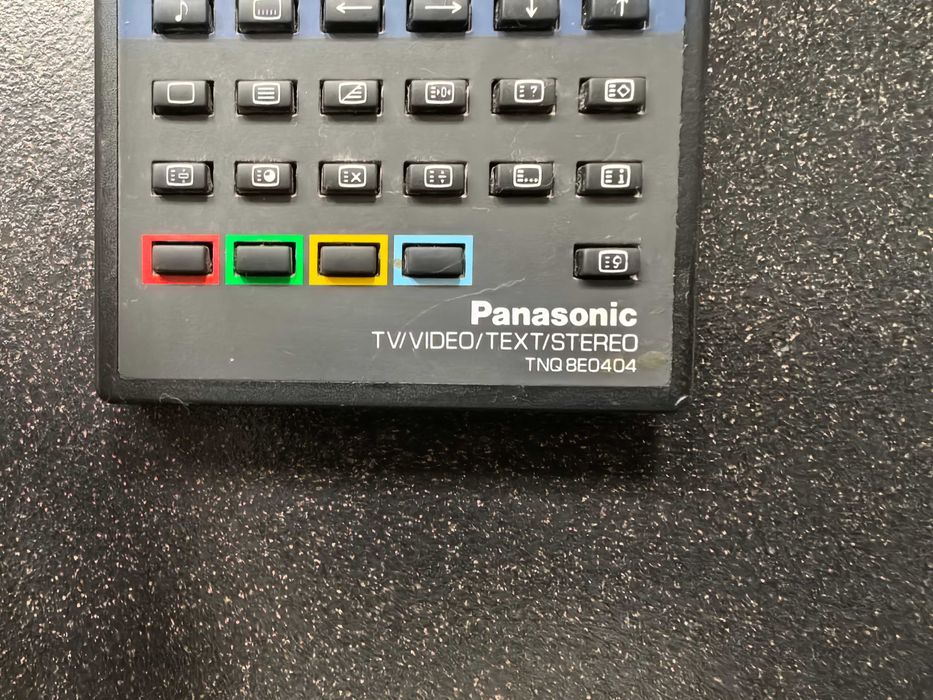 Panasonic
TV/VIDEO/TEXT/STEREO
TNQ 8E0404